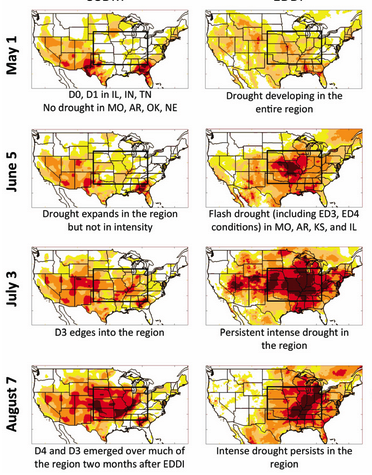 May 1
D0, D1 in IL, IN, TN
No drought in MO, AR, OK, NE
Drought developing in the
entire region
June 5
Drought expands in the region
but not in intensity
Flash drought (including ED3, ED4
conditions) in MO, AR, KS, and IL
July 3
D3 edges into the region
Persistent intense drought in
the region
August 7
D4 and D3 emerged over much of
the region two months after EDDI
Intense drought persists in the
region